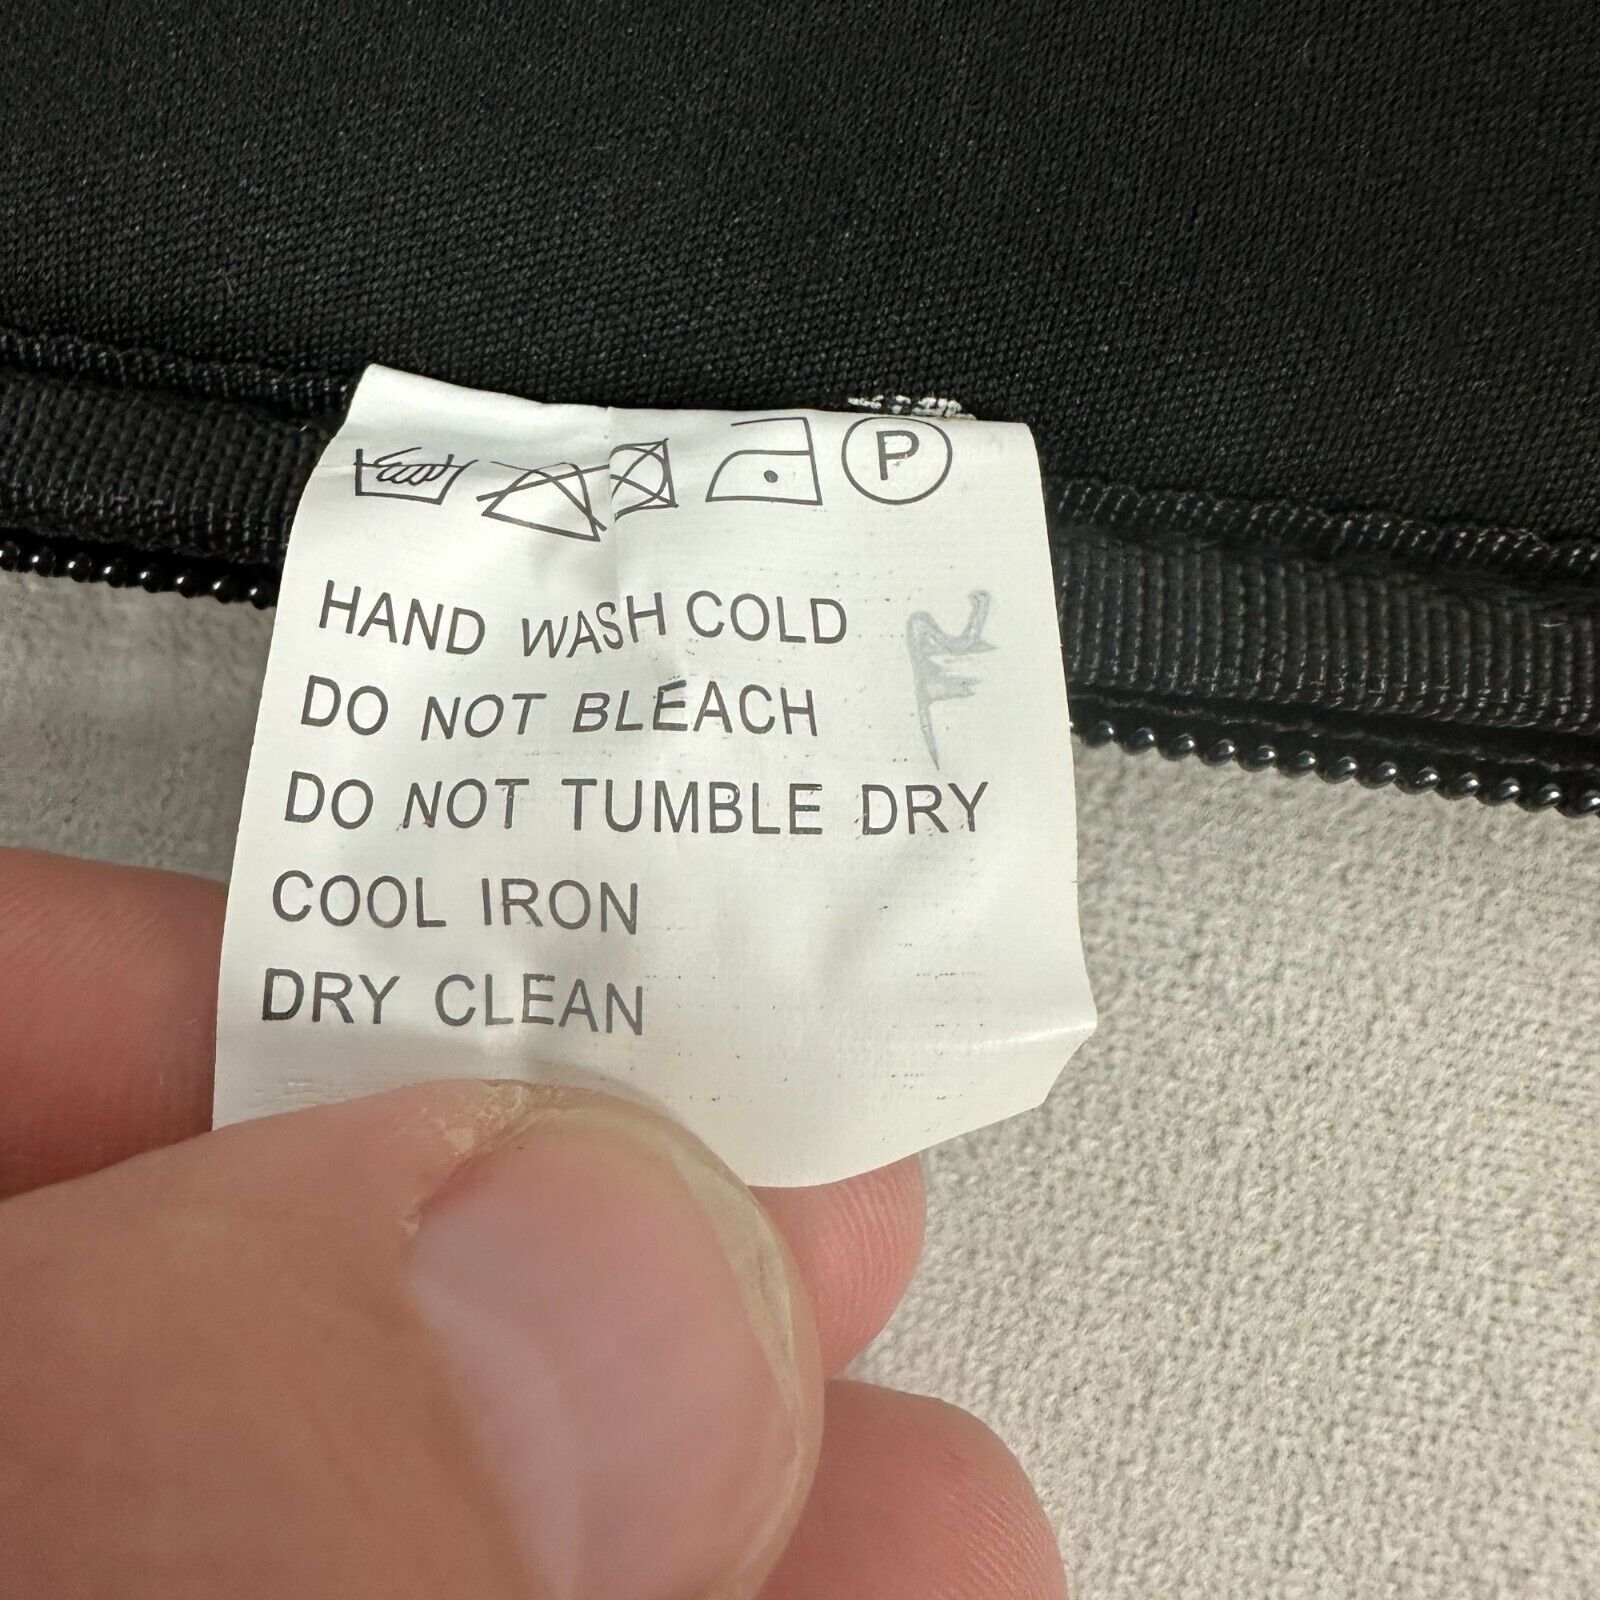 P
HAND WASH COLD
DO NOT BLEACH
DO NOT TUMBLE DRY
COOL IRON
DRY CLEAN